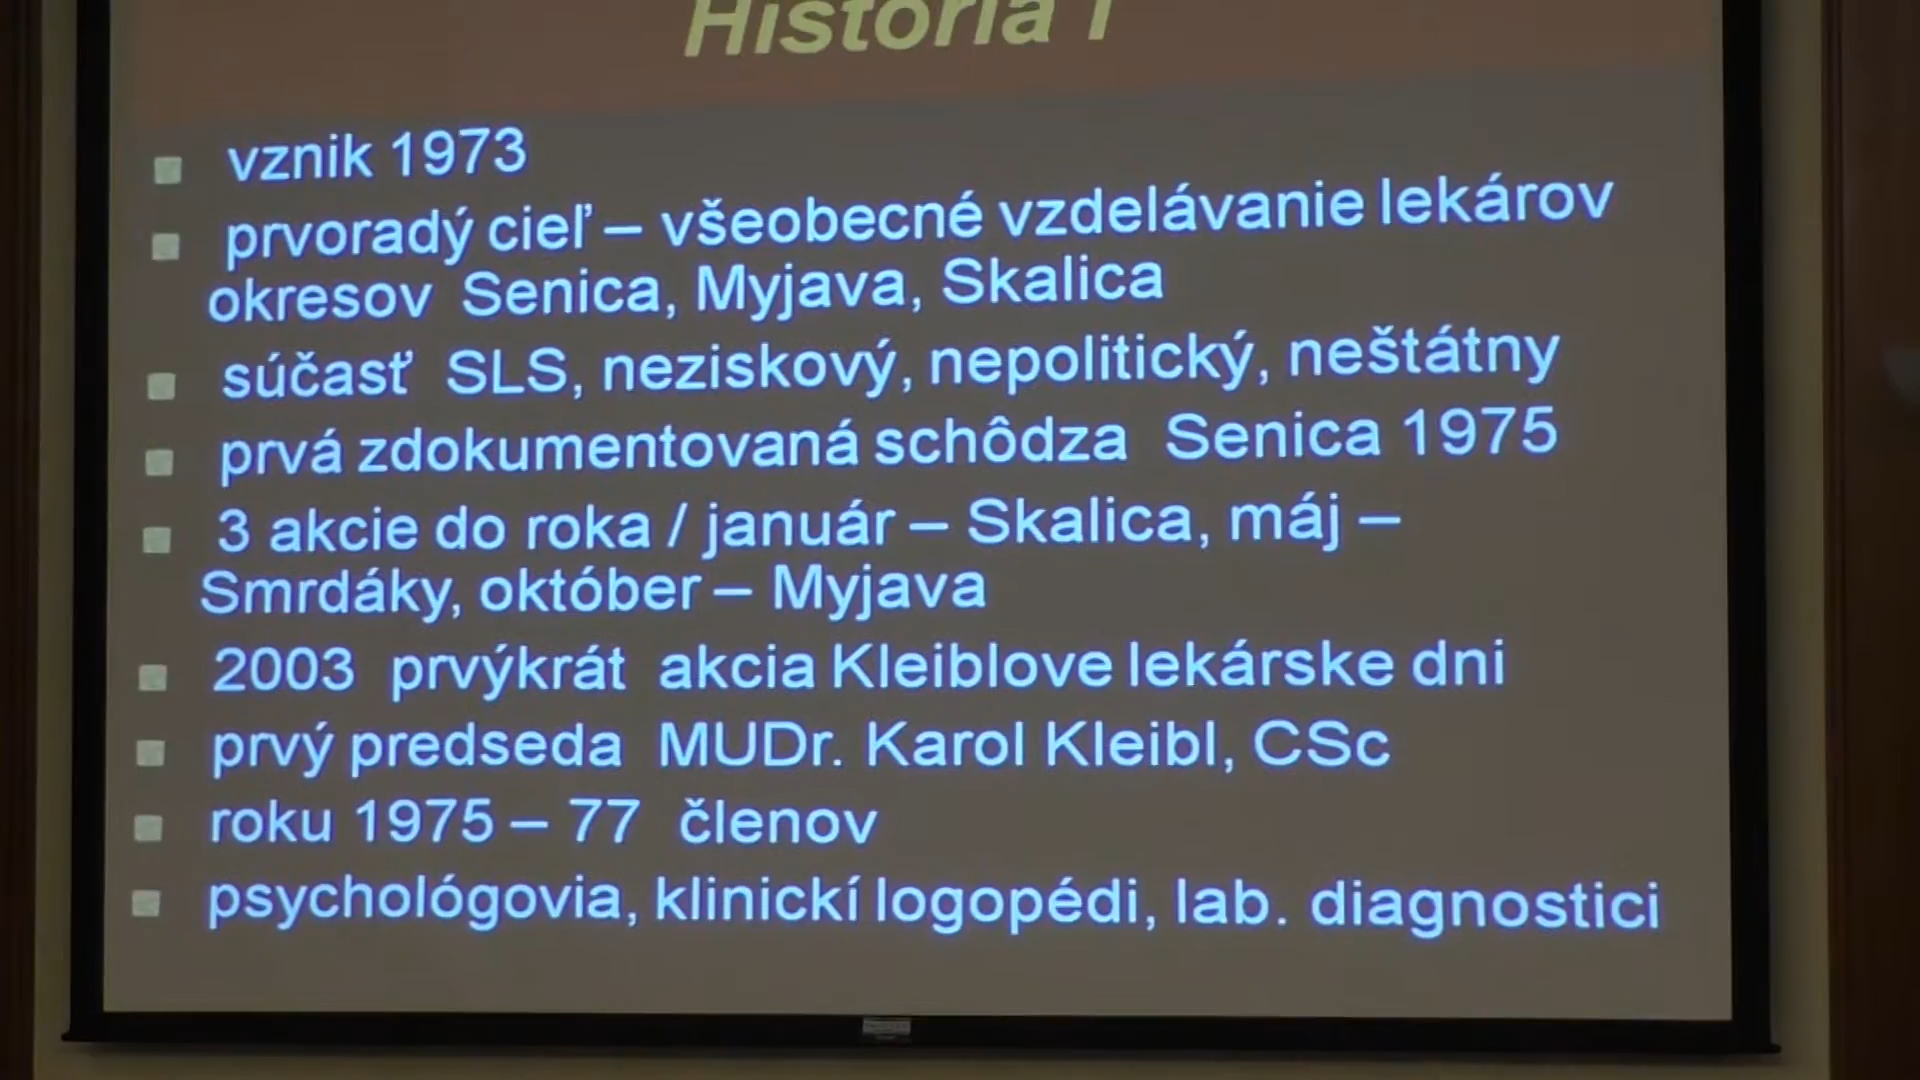 História I
vznik 1973
prvoradý cieľ – všeobecné vzdelávanie lekárov
okresov Senica, Myjava, Skalica
súčasť SLS, neziskový, nepolitický, neštátny
prvá zdokumentovaná schôdza Senica 1975
3 akcie do roka / január – Skalica, máj –
Smrdáky, október – Myjava
2003 prvýkrát akcia Kleiblove lekárske dni
prvý predseda MUDr. Karol Kleibl, CSc
roku 1975 – 77 členov
psychológovia, klinickí logopédi, lab. diagnostici